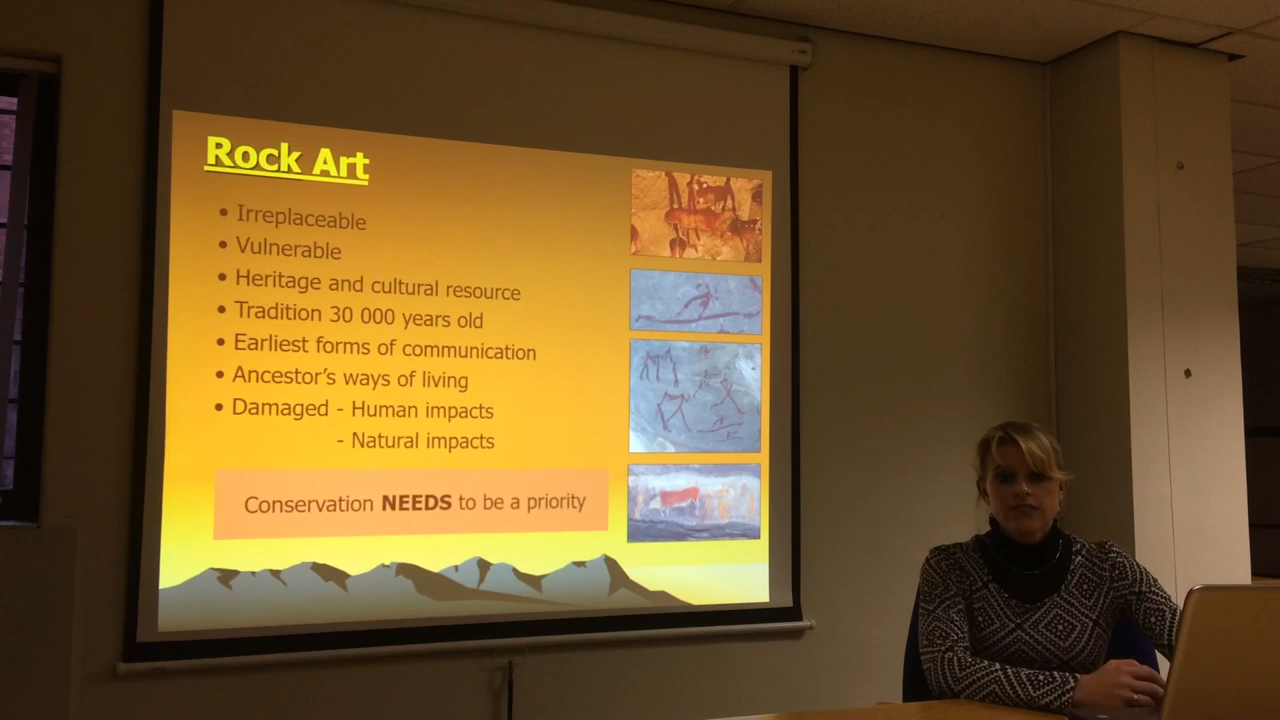 Rock Art
• Irreplaceable
• Vulnerable
• Heritage and cultural resource
• Tradition 30 000 years old
• Earliest forms of communication
• Ancestor's ways of living
• Damaged - Human impacts
- Natural impacts
Conservation NEEDS to be a priority